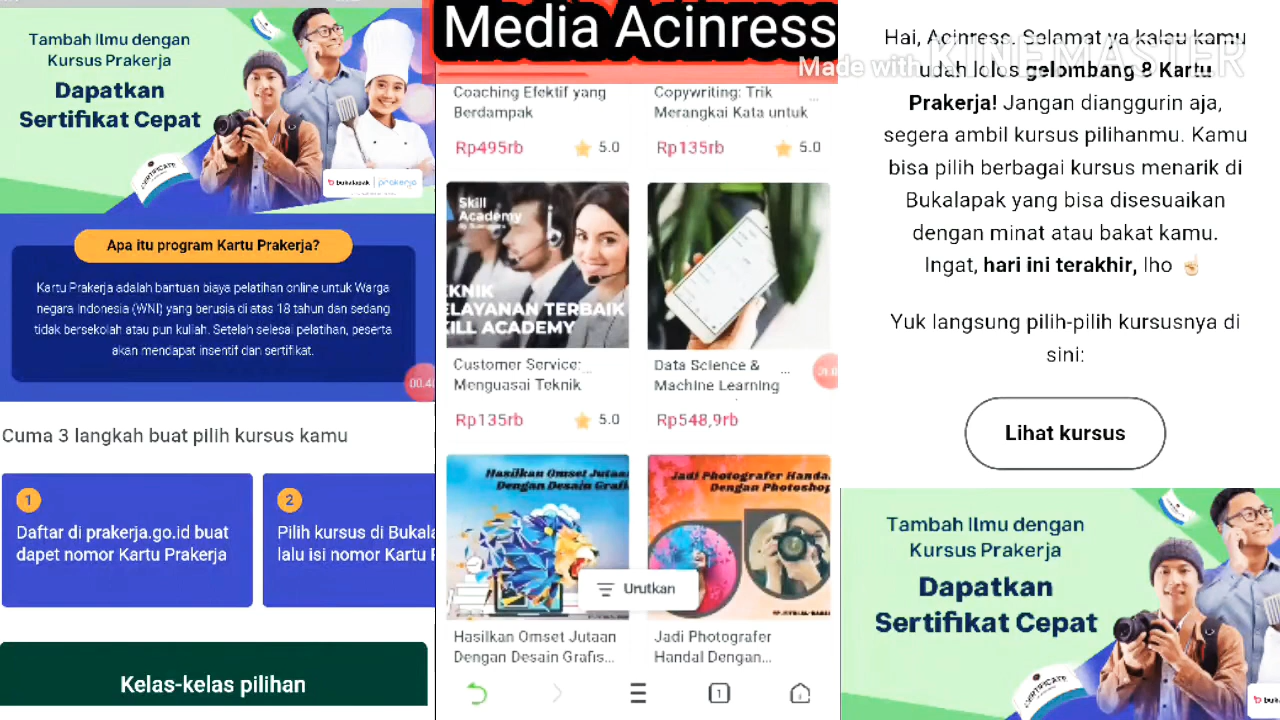 Tambah Ilmu dengan
Kursus Prakerja
Dapatkan
Sertifikat Cepat
CERTIFICATE
bukalapak | prakerja
Apa itu program Kartu Prakerja?
Kartu Prakerja adalah bantuan biaya pelatihan online untuk Warga
negara Indonesia (WNI) yang berusia di atas 18 tahun dan sedang
tidak bersekolah atau pun kuliah. Setelah selesai pelatihan, peserta
akan mendapat insentif dan sertifikat.
Cuma 3 langkah buat pilih kursus kamu
1
Daftar di prakerja.go.id buat
dapet nomor Kartu Prakerja
2
Pilih kursus di Bukala
lalu isi nomor Kartu P
Kelas-kelas pilihan
Media Acinress
Coaching Efektif yang
Berdampak
Rp495rb 5.0
Copywriting: Trik ...
Merangkai Kata untuk
Rp135rb 5.0
Skill
Academy
KNIK
ELAYANAN TERBAIK
KILL ACADEMY
Customer Service: ...
Menguasai Teknik
Rp135rb 5.0
Data Science & ...
Machine Learning
Rp548,9rb
Hasilkan Omset Jutaan
Dengan Desain Grafi
Jadi Photografer Handa
Dengan Photoshop
Urutkan
Hasilkan Omset Jutaan
Dengan Desain Grafis...
Jadi Photografer
Handal Dengan...
1
Made with KINEMASTER
Hai, Acinress. Selamat ya kalau kamu
udah lolos gelombang 8 Kartu
Prakerja! Jangan dianggurin aja,
segera ambil kursus pilihanmu. Kamu
bisa pilih berbagai kursus menarik di
Bukalapak yang bisa disesuaikan
dengan minat atau bakat kamu.
Ingat, hari ini terakhir, lho ☝🏻
Yuk langsung pilih-pilih kursusnya di
sini:
Lihat kursus
Tambah Ilmu dengan
Kursus Prakerja
Dapatkan
Sertifikat Cepat
CERTIFICATE
buk